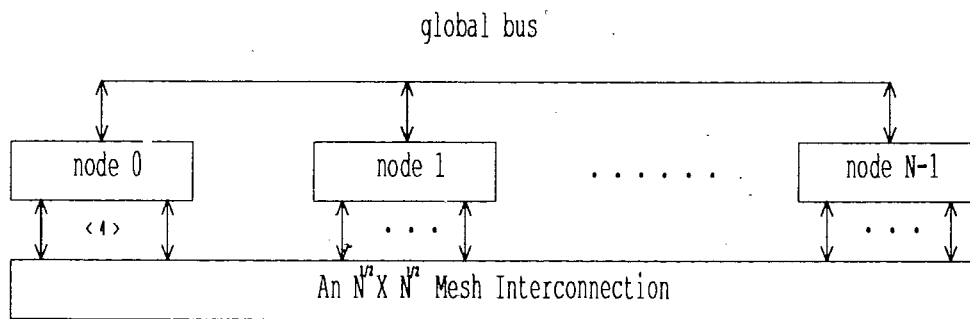 global bus
node 0 node 1 . . . . . . node N-1
<4> . . . . . .
An N^1/2 X N^1/2 Mesh Interconnection